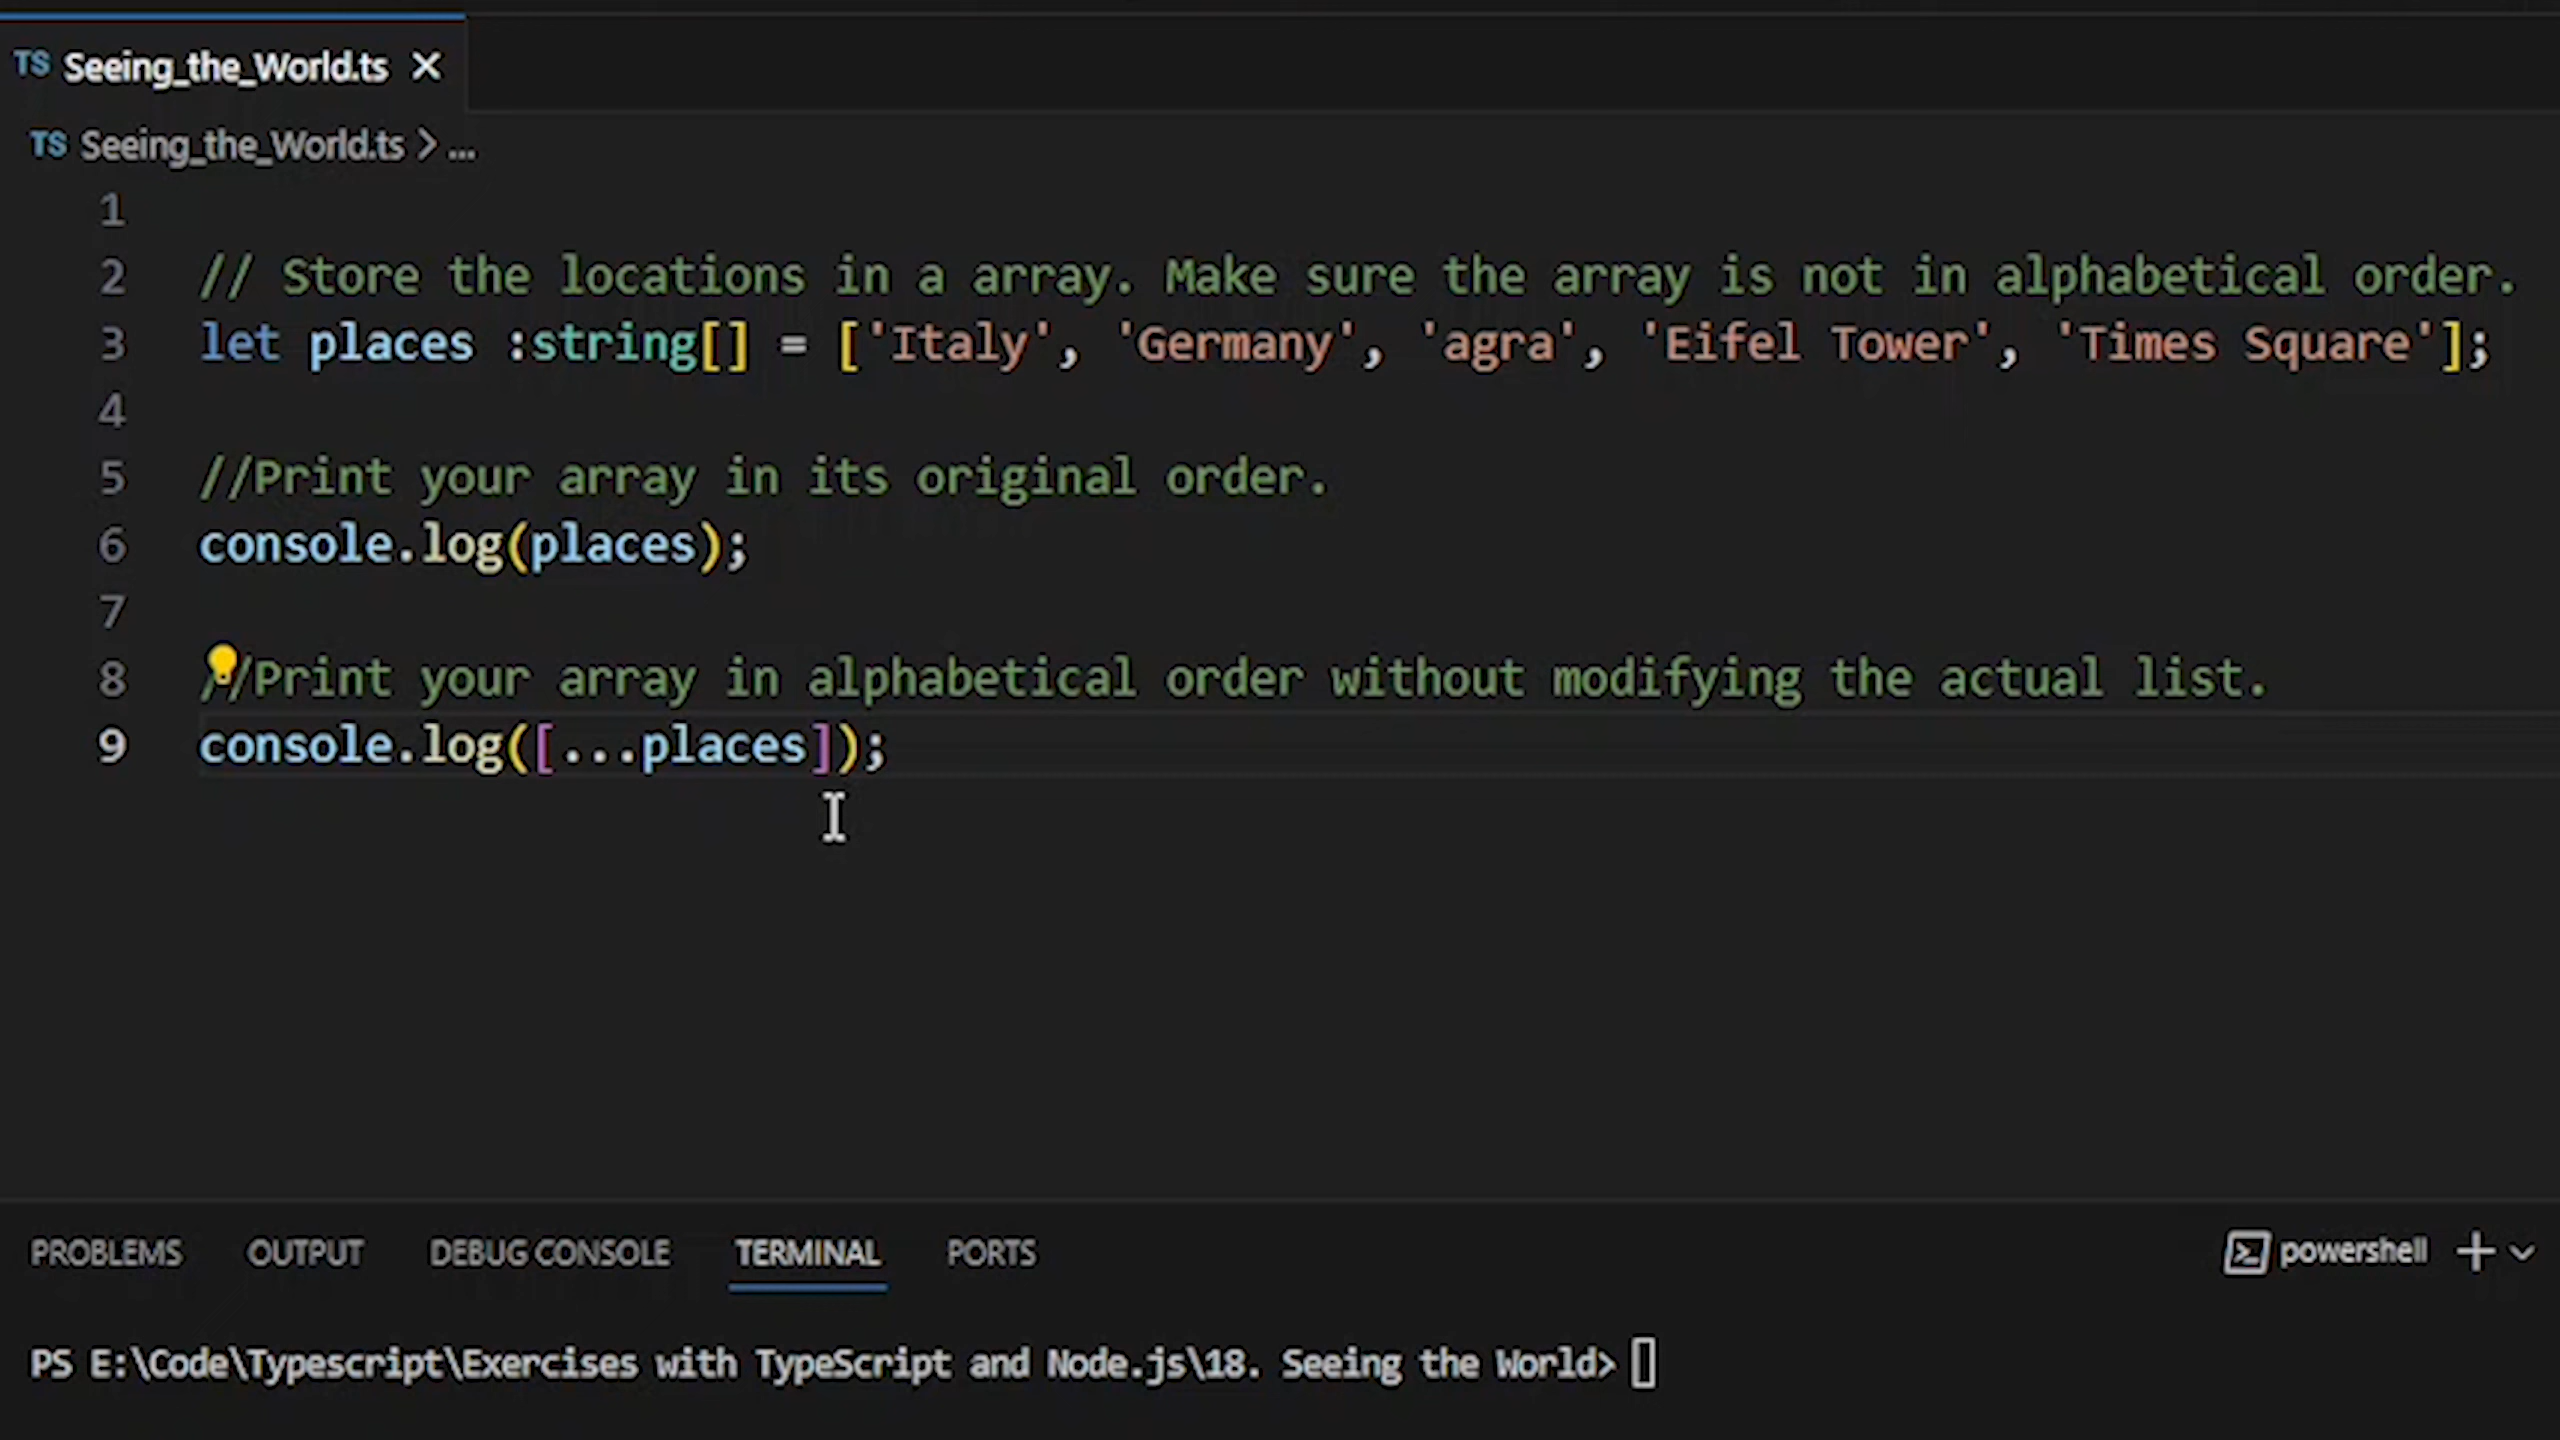 TS Seeing_the_World.ts ×
TS Seeing_the_World.ts > ...
1
2 // Store the locations in a array. Make sure the array is not in alphabetical order.
3 let places :string[] = ['Italy', 'Germany', 'agra', 'Eifel Tower', 'Times Square'];
4
5 //Print your array in its original order.
6 console.log(places);
7
8 //Print your array in alphabetical order without modifying the actual list.
9 console.log([...places]);
PROBLEMS OUTPUT DEBUG CONSOLE TERMINAL PORTS powershell
PS E:\Code\Typescript\Exercises with TypeScript and Node.js\18. Seeing the World>